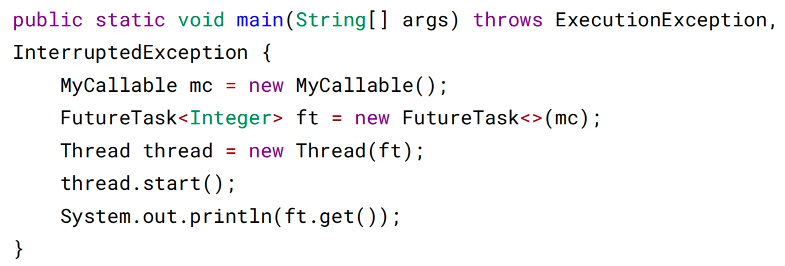 public static void main(String[] args) throws ExecutionException,
InterruptedException {
    MyCallable mc = new MyCallable();
    FutureTask<Integer> ft = new FutureTask<>(mc);
    Thread thread = new Thread(ft);
    thread.start();
    System.out.println(ft.get());
}